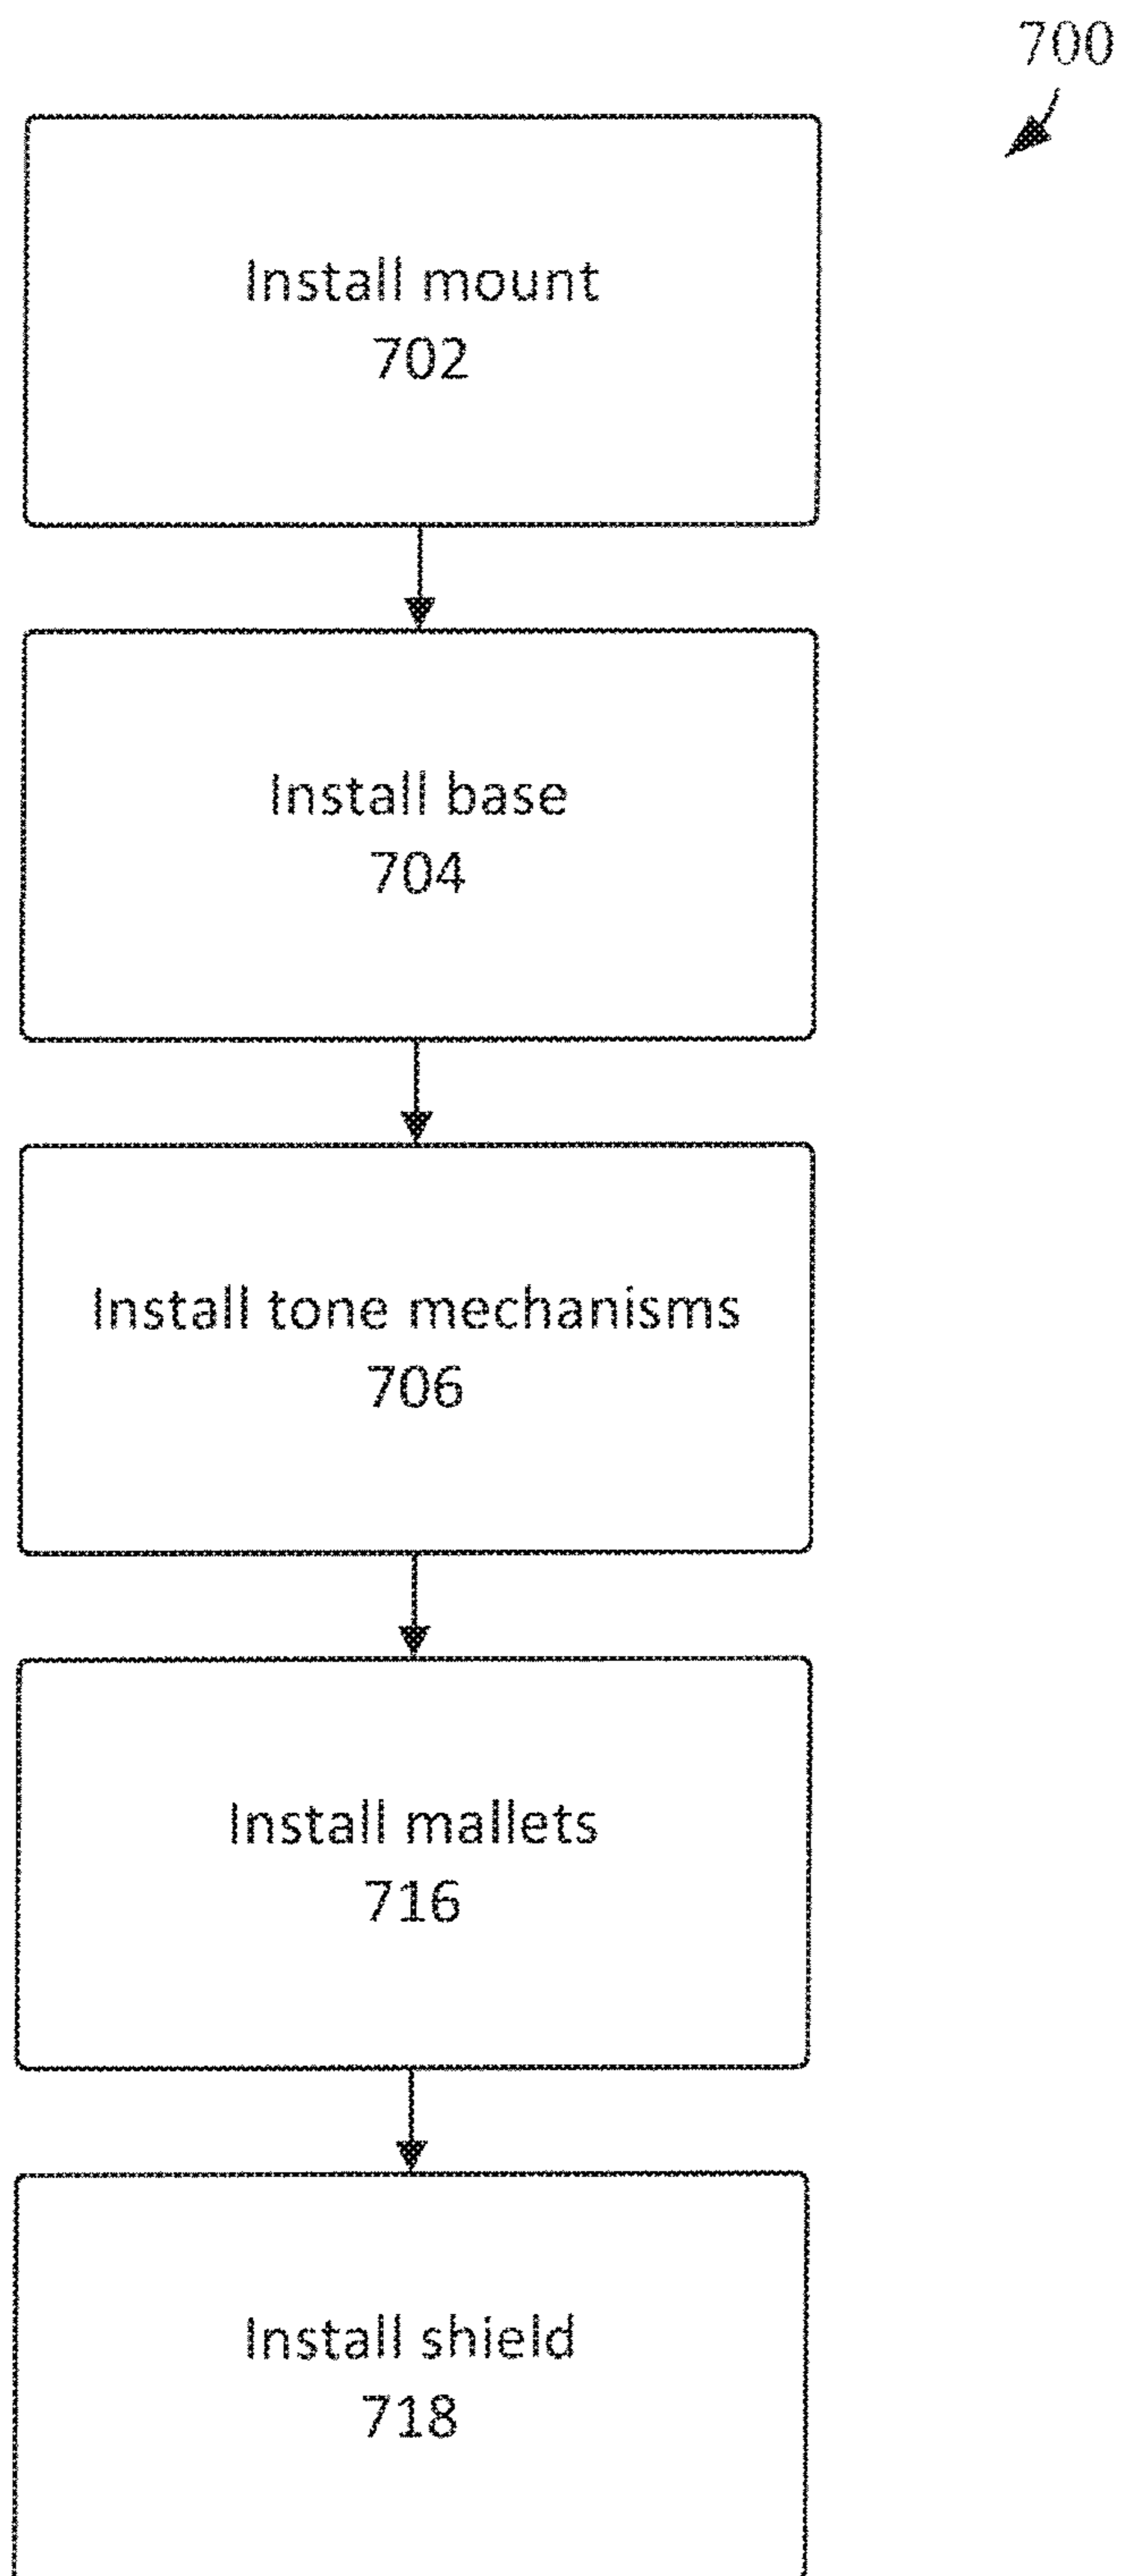 700
Install mount
702
Install base
704
Install tone mechanisms
706
Install mallets
716
Install shield
718